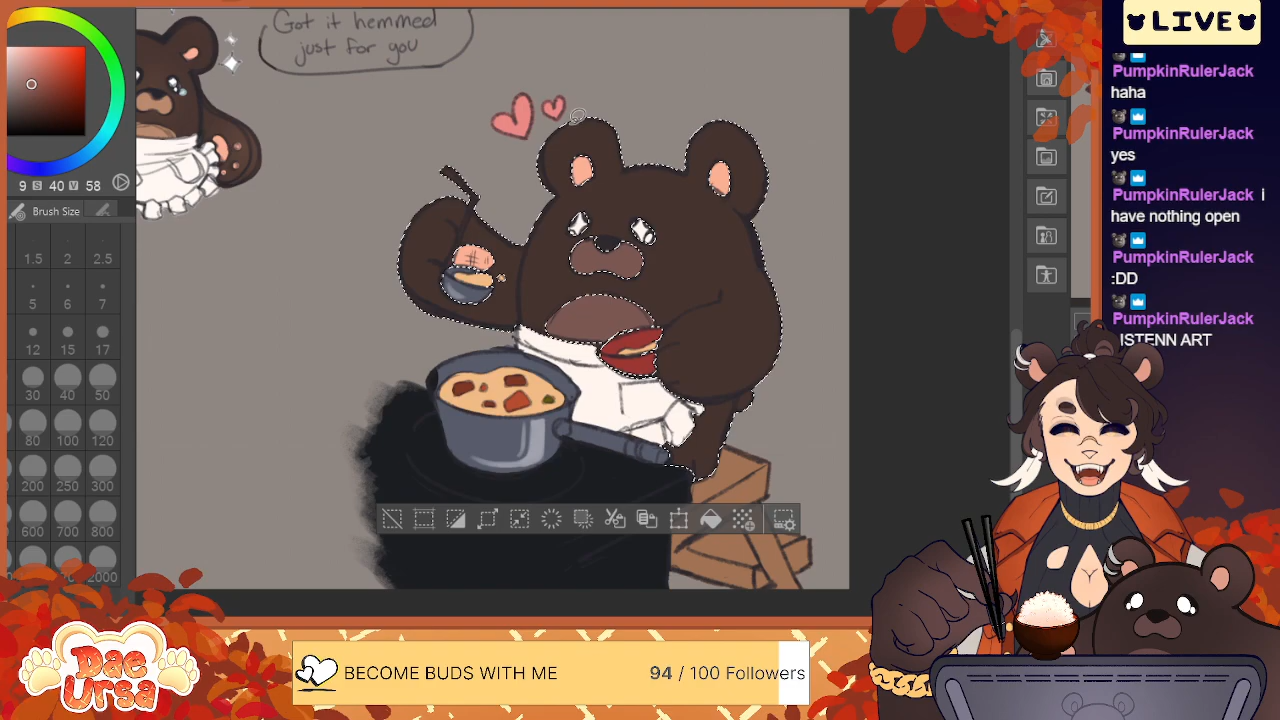 Got it hemmed
just for you
LIVE
PumpkinRulerJack
haha
PumpkinRulerJack
yes
PumpkinRulerJack i
have nothing open
PumpkinRulerJack
:DD
PumpkinRulerJack
ISTENN ART
9 S 40 V 58
Brush Size
1.5 2 2.5
5 6 7
12 15 17
30 40 50
80 100 120
200 250 300
600 700 800
2000
Dae
Ursa
BECOME BUDS WITH ME
94 / 100 Followers